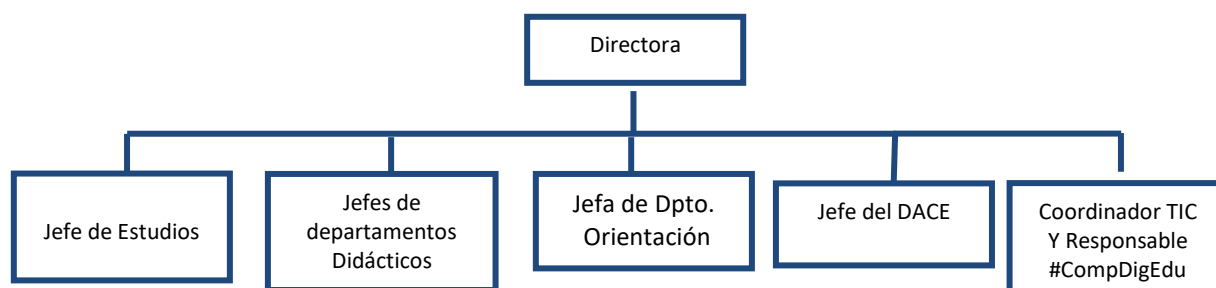 Directora
Jefe de Estudios
Jefes de
departamentos
Didácticos
Jefa de Dpto.
Orientación
Jefe del DACE
Coordinador TIC
Y Responsable
#CompDigEdu